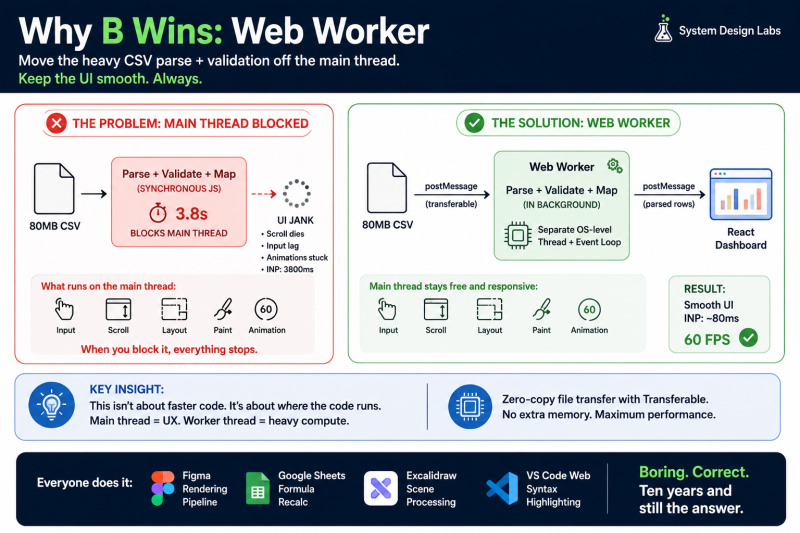 Why B Wins: Web Worker
Move the heavy CSV parse + validation off the main thread.
Keep the UI smooth. Always.
System Design Labs
THE PROBLEM: MAIN THREAD BLOCKED
80MB CSV
Parse + Validate + Map
(SYNCHRONOUS JS)
3.8s
BLOCKS MAIN THREAD
UI JANK
• Scroll dies
• Input lag
• Animations stuck
• INP: 3800ms
What runs on the main thread:
Input
Scroll
Layout
Paint
60
Animation
When you block it, everything stops.
THE SOLUTION: WEB WORKER
80MB CSV
postMessage
(transferable)
Web Worker
Parse + Validate + Map
(IN BACKGROUND)
Separate OS-level
Thread + Event Loop
postMessage
(parsed rows)
React
Dashboard
Main thread stays free and responsive:
Input
Scroll
Layout
Paint
60
Animation
RESULT:
Smooth UI
INP: ~80ms
60 FPS
KEY INSIGHT:
This isn't about faster code. It's about where the code runs.
Main thread = UX. Worker thread = heavy compute.
Zero-copy file transfer with Transferable.
No extra memory. Maximum performance.
Everyone does it:
Figma
Rendering
Pipeline
Google Sheets
Formula
Recalc
Excalidraw
Scene
Processing
VS Code Web
Syntax
Highlighting
Boring. Correct.
Ten years and
still the answer.